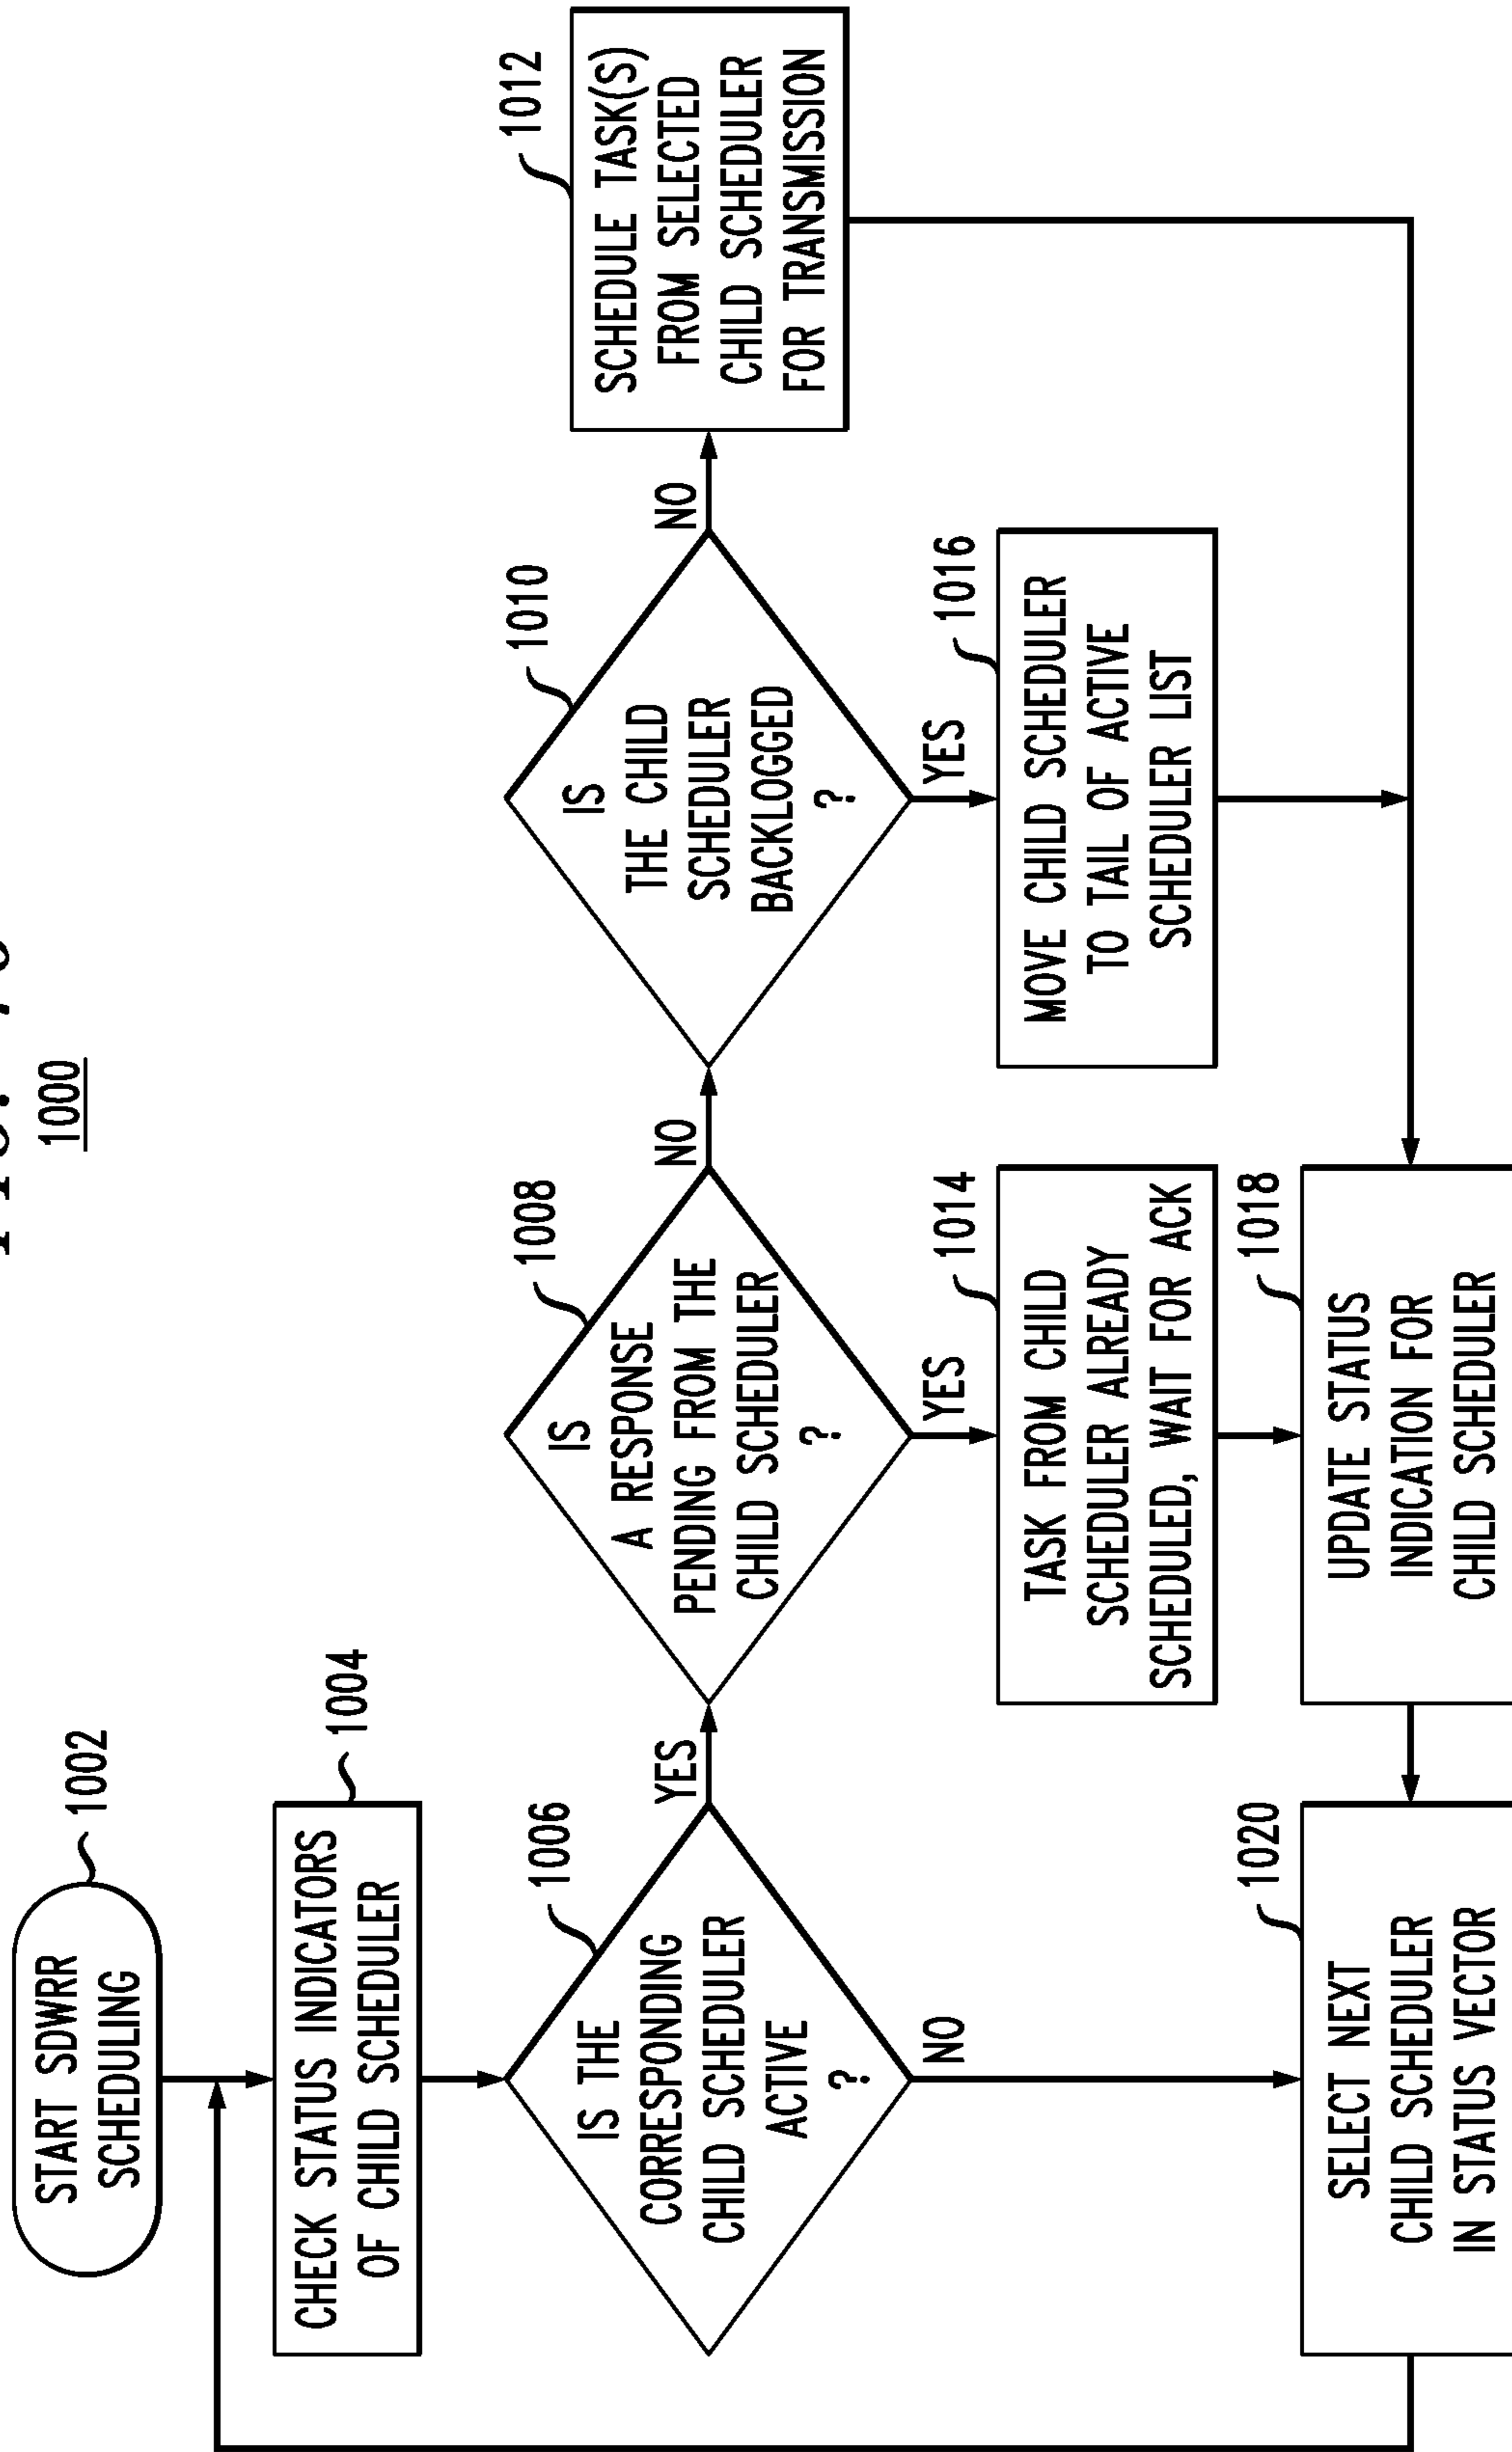 1000
START SDWRR
SCHEDULING
1002
CHECK STATUS INDICATORS
OF CHILD SCHEDULER
1004
IS THE
CORRESPONDING
CHILD SCHEDULER
ACTIVE
?
1006
YES
NO
IS
A RESPONSE
PENDING FROM THE
CHILD SCHEDULER
?
1008
NO
YES
IS
THE CHILD
SCHEDULER
BACKLOGGED
?
1010
NO
YES
SCHEDULE TASK(S)
FROM SELECTED
CHILD SCHEDULER
FOR TRANSMISSION
1012
TASK FROM CHILD
SCHEDULER ALREADY
SCHEDULED, WAIT FOR ACK
1014
MOVE CHILD SCHEDULER
TO TAIL OF ACTIVE
SCHEDULER LIST
1016
UPDATE STATUS
INDICATION FOR
CHILD SCHEDULER
1018
SELECT NEXT
CHILD SCHEDULER
IN STATUS VECTOR
1020